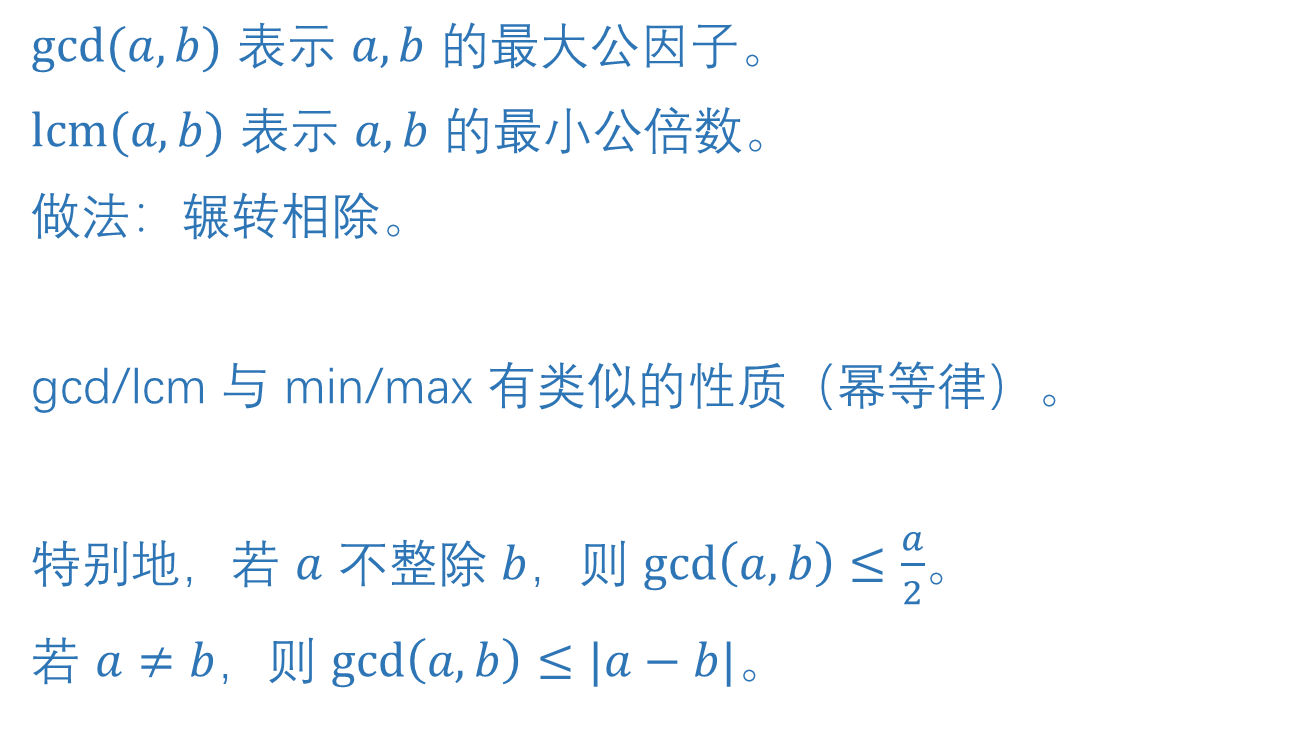 gcd(a, b) 表示 a, b 的最大公因子。
lcm(a, b) 表示 a, b 的最小公倍数。
做法：辗转相除。
gcd/lcm 与 min/max 有类似的性质（幂等律）。
特别地，若 a 不整除 b，则 gcd(a, b) ≤ a/2。
若 a ≠ b，则 gcd(a, b) ≤ |a − b|。